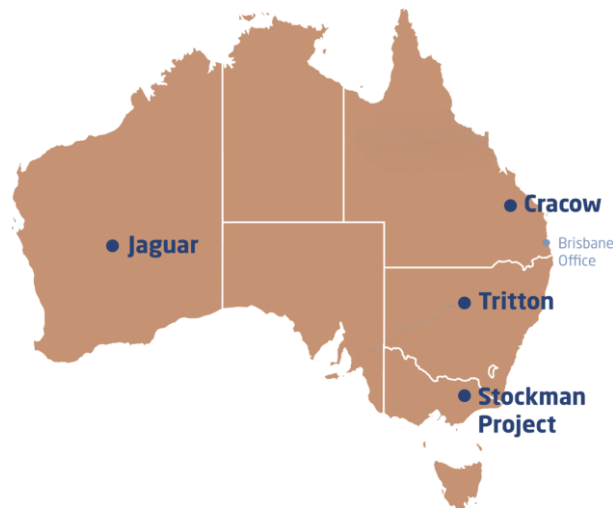 Cracow
Brisbane
Office
Jaguar
Tritton
Stockman
Project